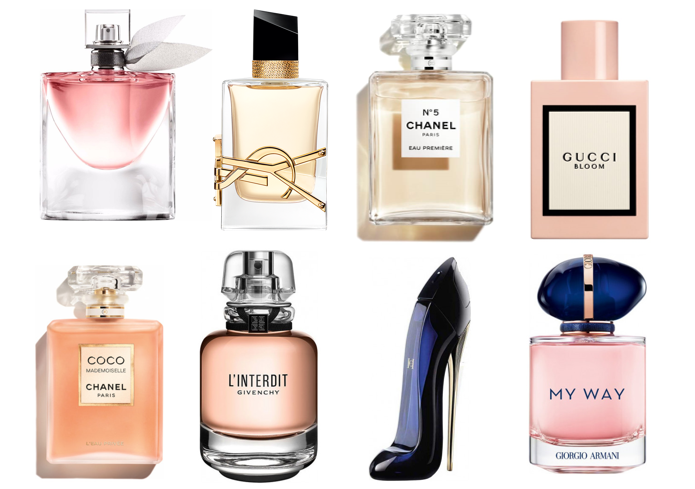 N°5
CHANEL
PARIS
EAU PREMIÈRE
GUCCI
BLOOM
COCO
MADEMOISELLE
CHANEL
PARIS
L'INTERDIT
GIVENCHY
MY WAY
GIORGIO ARMANI